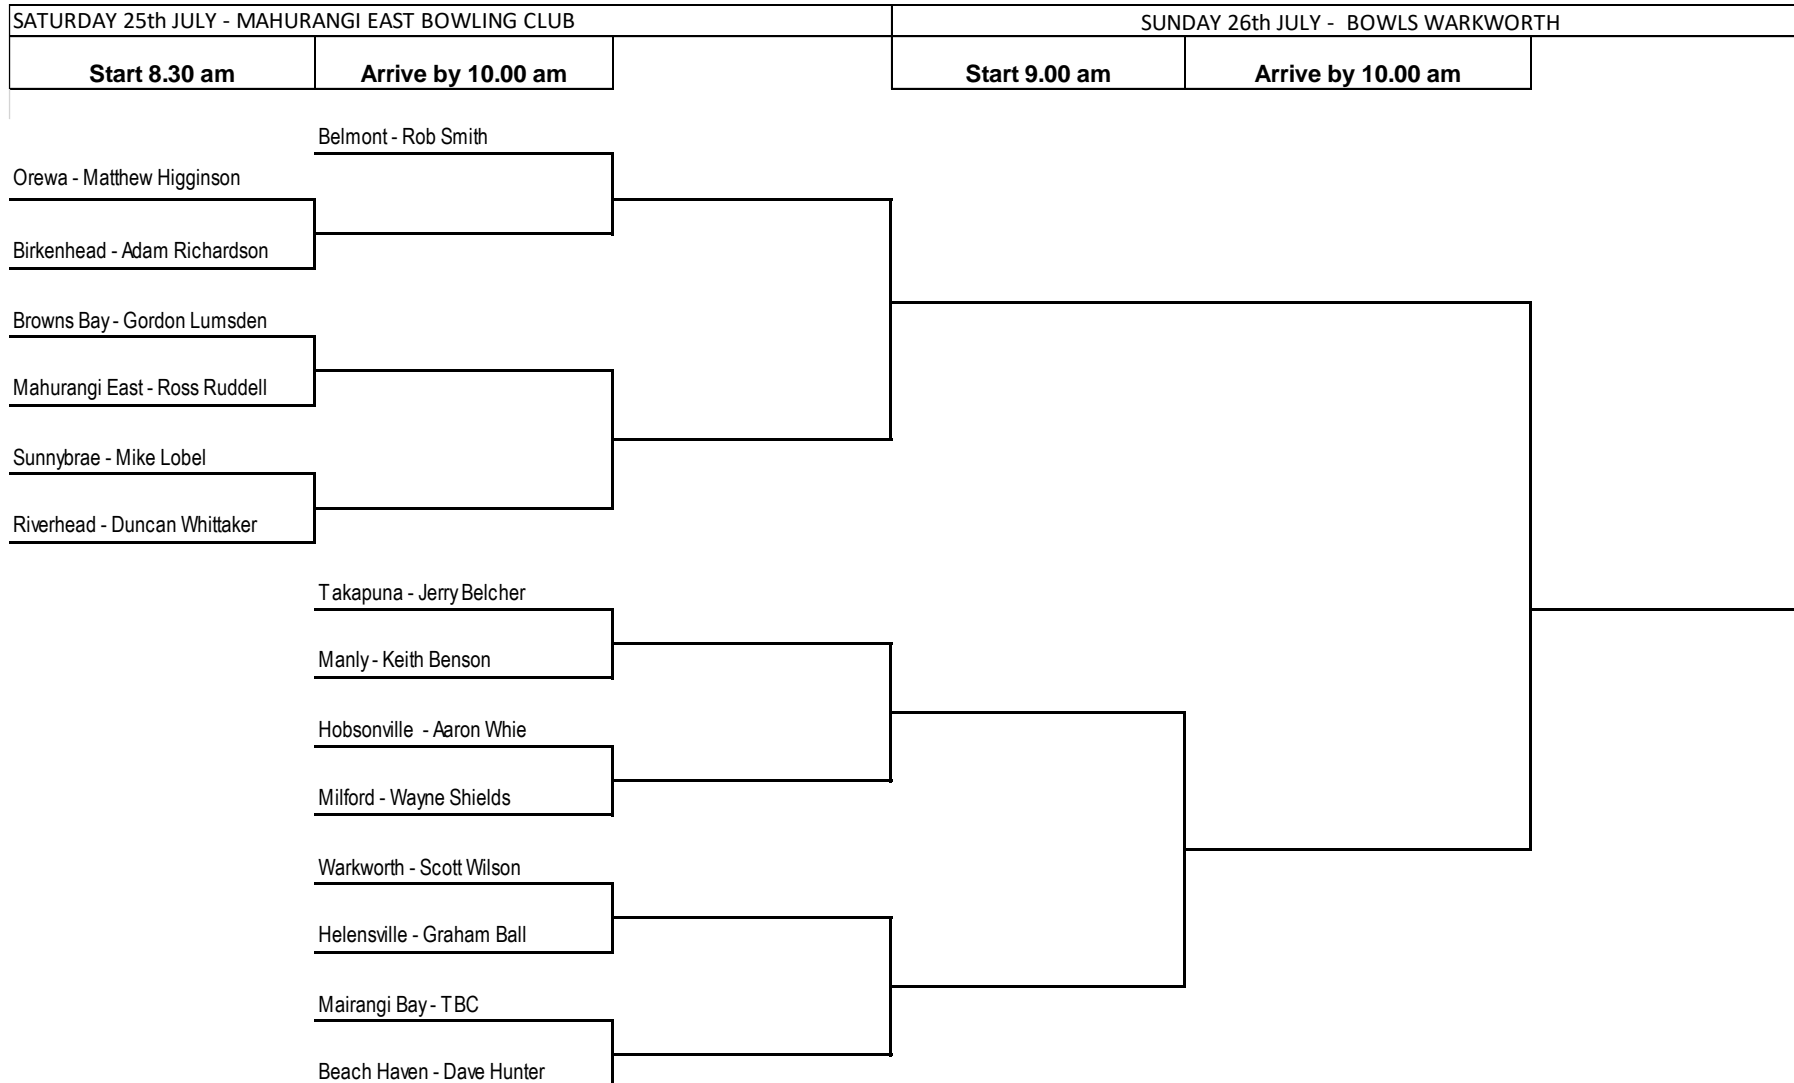 SATURDAY 25th JULY - MAHURANGI EAST BOWLING CLUB
SUNDAY 26th JULY - BOWLS WARKWORTH
Start 8.30 am
Arrive by 10.00 am
Start 9.00 am
Arrive by 10.00 am
Belmont - Rob Smith
Orewa - Matthew Higginson
Birkenhead - Adam Richardson
Browns Bay - Gordon Lumsden
Mahurangi East - Ross Ruddell
Sunnybrae - Mike Lobel
Riverhead - Duncan Whittaker
Takapuna - Jerry Belcher
Manly - Keith Benson
Hobsonville - Aaron Whie
Milford - Wayne Shields
Warkworth - Scott Wilson
Helensville - Graham Ball
Mairangi Bay - TBC
Beach Haven - Dave Hunter